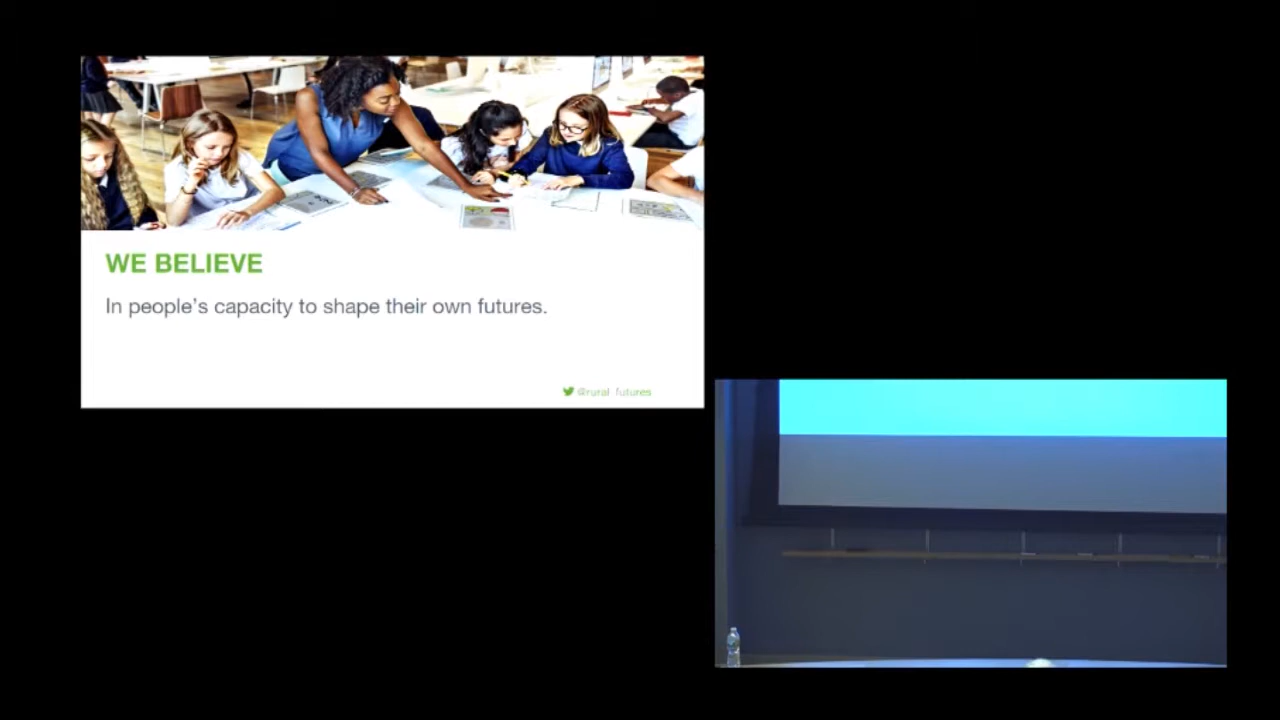 WE BELIEVE
In people's capacity to shape their own futures.
@rural_futures